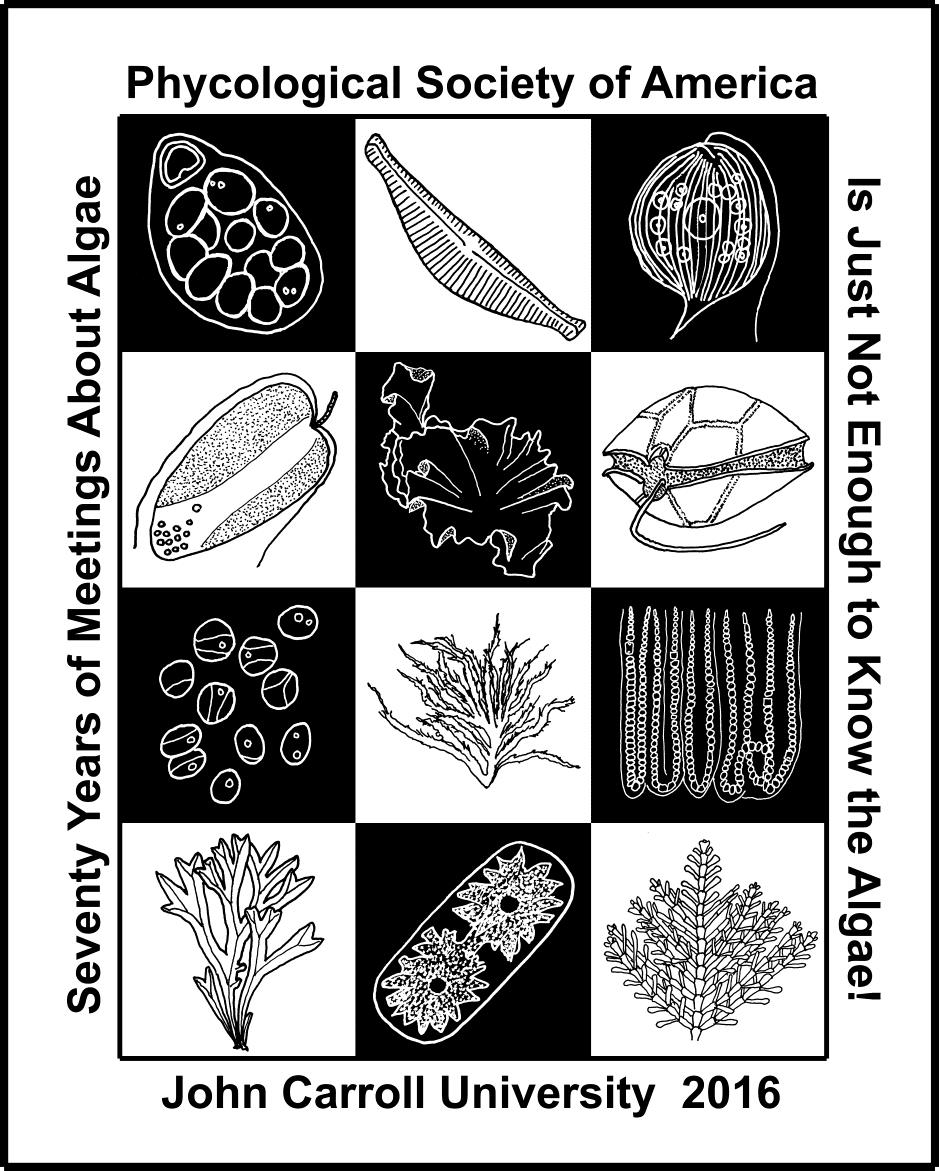 Phycological Society of America
Seventy Years of Meetings About Algae
Is Just Not Enough to Know the Algae!
John Carroll University 2016